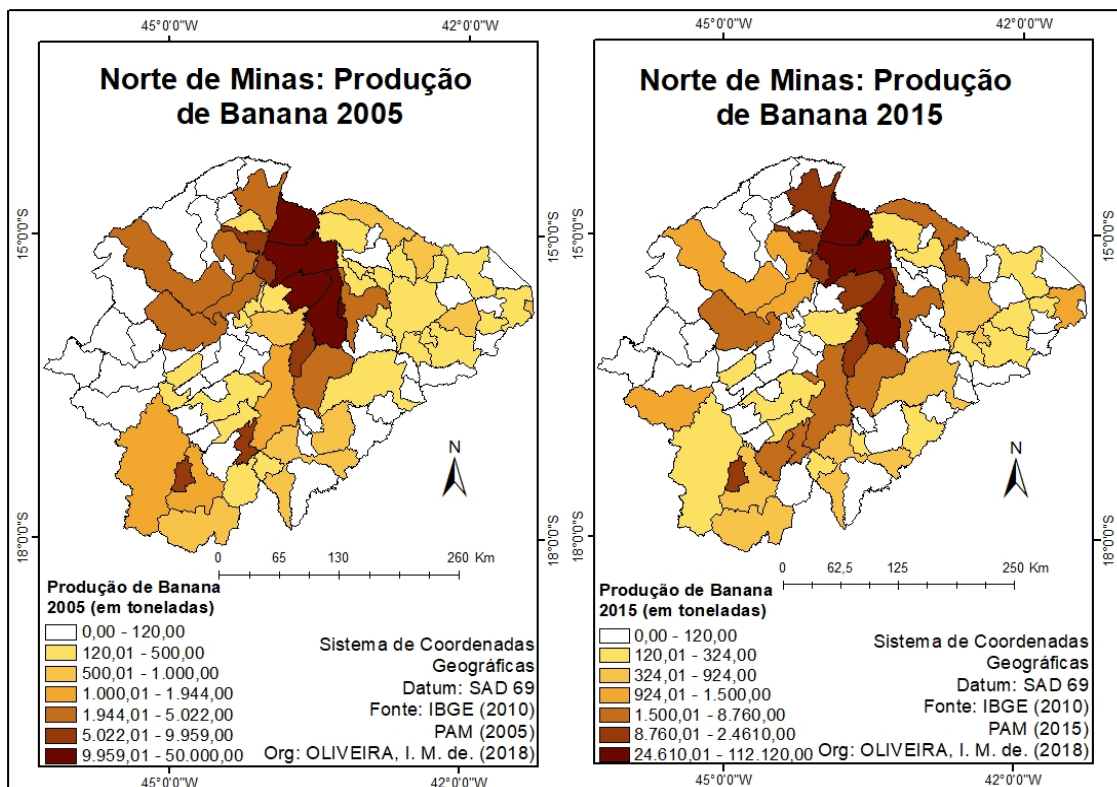 45°0'0"W
42°0'0"W
Norte de Minas: Produção
de Banana 2005
15°0'0"S
15°0'0"S
N
18°0'0"S
18°0'0"S
0 65 130 260 Km
Produção de Banana
2005 (em toneladas)
0,00 - 120,00
120,01 - 500,00
500,01 - 1.000,00
1.000,01 - 1.944,00
1.944,01 - 5.022,00
5.022,01 - 9.959,00
9.959,01 - 50.000,00
Sistema de Coordenadas
Geográficas
Datum: SAD 69
Fonte: IBGE (2010)
PAM (2005)
Org: OLIVEIRA, I. M. de. (2018)
45°0'0"W
42°0'0"W
45°0'0"W
42°0'0"W
Norte de Minas: Produção
de Banana 2015
15°0'0"S
15°0'0"S
N
18°0'0"S
18°0'0"S
0 62,5 125 250 Km
Produção de Banana
2015 (em toneladas)
0,00 - 120,00
120,01 - 324,00
324,01 - 924,00
924,01 - 1.500,00
1.500,01 - 8.760,00
8.760,01 - 2.4610,00
24.610,01 - 112.120,00
Sistema de Coordenadas
Geográficas
Datum: SAD 69
Fonte: IBGE (2010)
PAM (2015)
Org: OLIVEIRA, I. M. de. (2018)
45°0'0"W
42°0'0"W